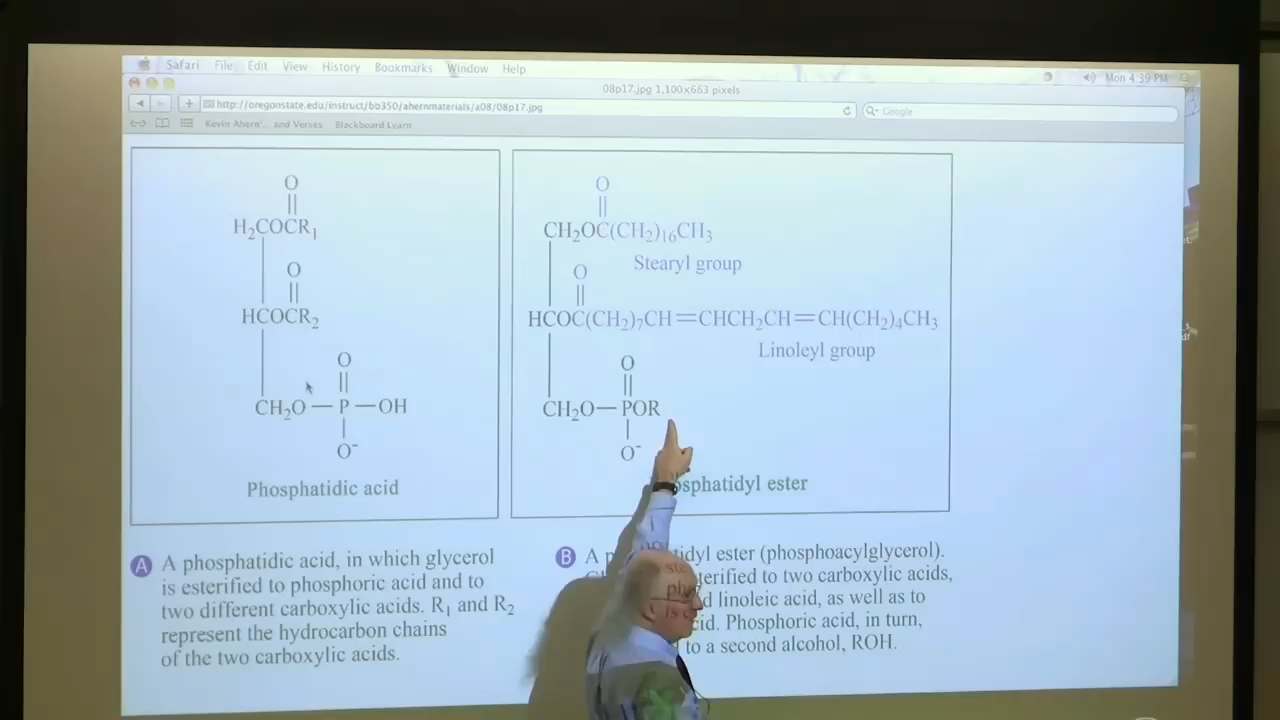 Safari File Edit View History Bookmarks Window Help Mon 4:39 PM
08p17.jpg 1,100×663 pixels
http://oregonstate.edu/instruct/bb350/ahernmaterials/a08/08p17.jpg Google
Kevin Ahern'... and Verses Blackboard Learn
O
H₂COCR₁
O
HCOCR₂
O
CH₂O—P—OH
O⁻
Phosphatidic acid
O
CH₂OC(CH₂)₁₆CH₃
Stearyl group
O
HCOC(CH₂)₇CH=CHCH₂CH=CH(CH₂)₄CH₃
Linoleyl group
O
CH₂O—POR
O⁻
sphatidyl ester
A A phosphatidic acid, in which glycerol
is esterified to phosphoric acid and to
two different carboxylic acids. R₁ and R₂
represent the hydrocarbon chains
of the two carboxylic acids.
B A p tidyl ester (phosphoacylglycerol).
terified to two carboxylic acids,
d linoleic acid, as well as to
cid. Phosphoric acid, in turn,
to a second alcohol, ROH.